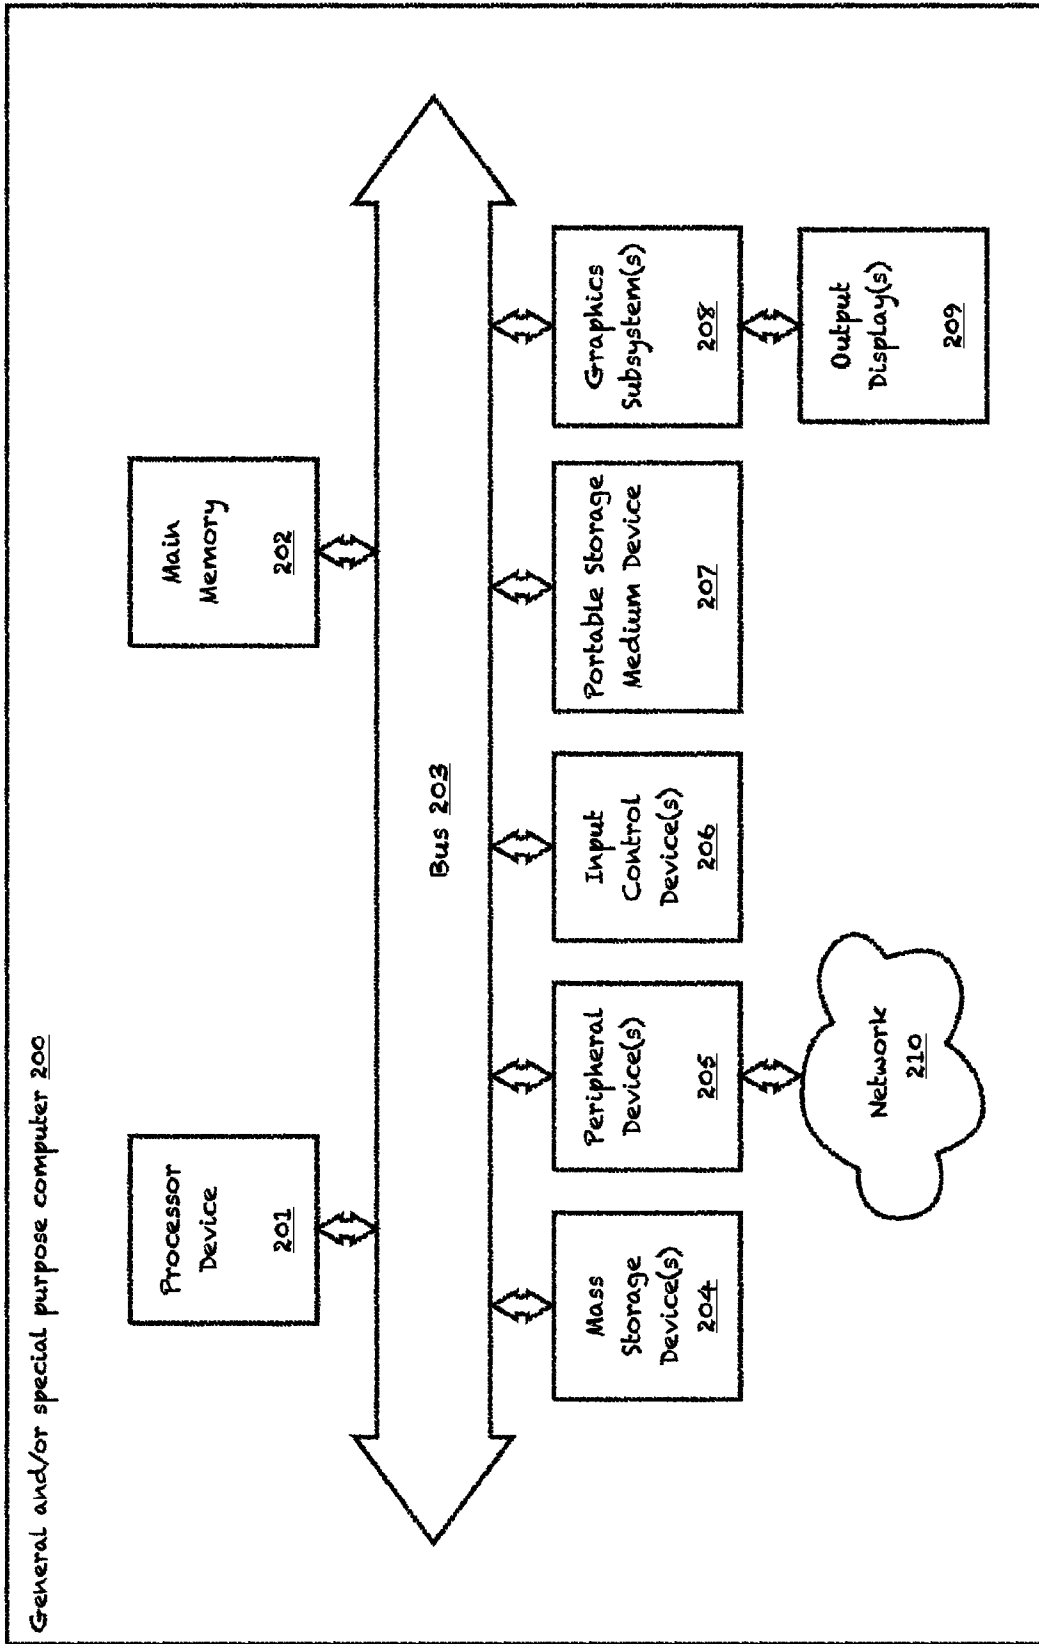 General and/or special purpose computer 200
Processor
Device
201
Main
Memory
202
Bus 203
Mass
Storage
Device(s)
204
Peripheral
Device(s)
205
Input
Control
Device(s)
206
Portable Storage
Medium Device
207
Graphics
Subsystem(s)
208
Network
210
Output
Display(s)
209